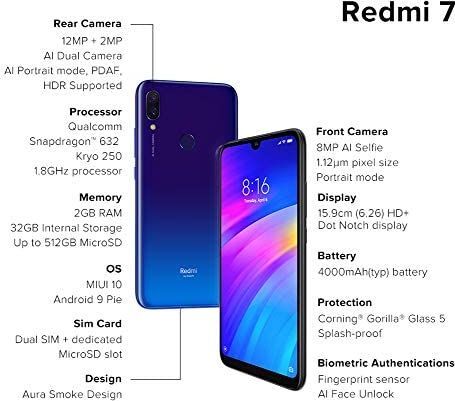 Redmi 7
Rear Camera
12MP + 2MP
AI Dual Camera
AI Portrait mode, PDAF,
HDR Supported
Processor
Qualcomm
Snapdragon™ 632
Kryo 250
1.8GHz processor
Memory
2GB RAM
32GB Internal Storage
Up to 512GB MicroSD
OS
MIUI 10
Android 9 Pie
Sim Card
Dual SIM + dedicated
MicroSD slot
Design
Aura Smoke Design
Redmi
8:16
Front Camera
8MP AI Selfie
1.12μm pixel size
Portrait mode
Display
15.9cm (6.26) HD+
Dot Notch display
Battery
4000mAh(typ) battery
Protection
Corning® Gorilla® Glass 5
Splash-proof
Biometric Authentications
Fingerprint sensor
AI Face Unlock